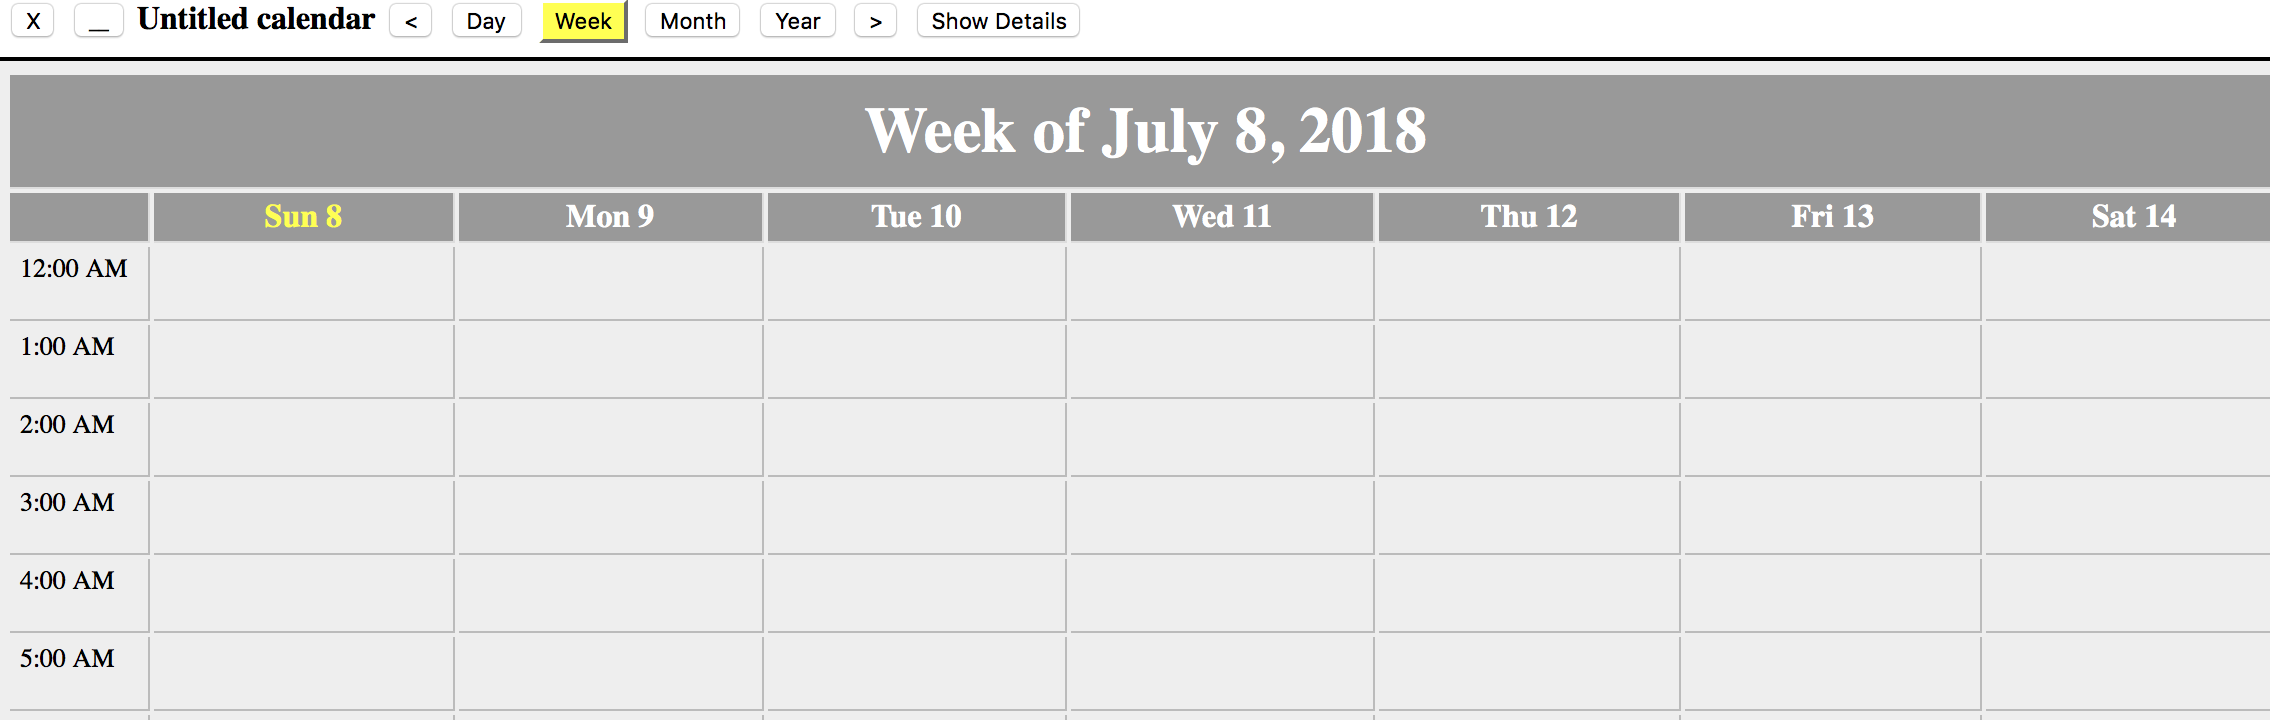 X __ Untitled calendar < Day Week Month Year > Show Details
Week of July 8, 2018
Sun 8 Mon 9 Tue 10 Wed 11 Thu 12 Fri 13 Sat 14
12:00 AM
1:00 AM
2:00 AM
3:00 AM
4:00 AM
5:00 AM